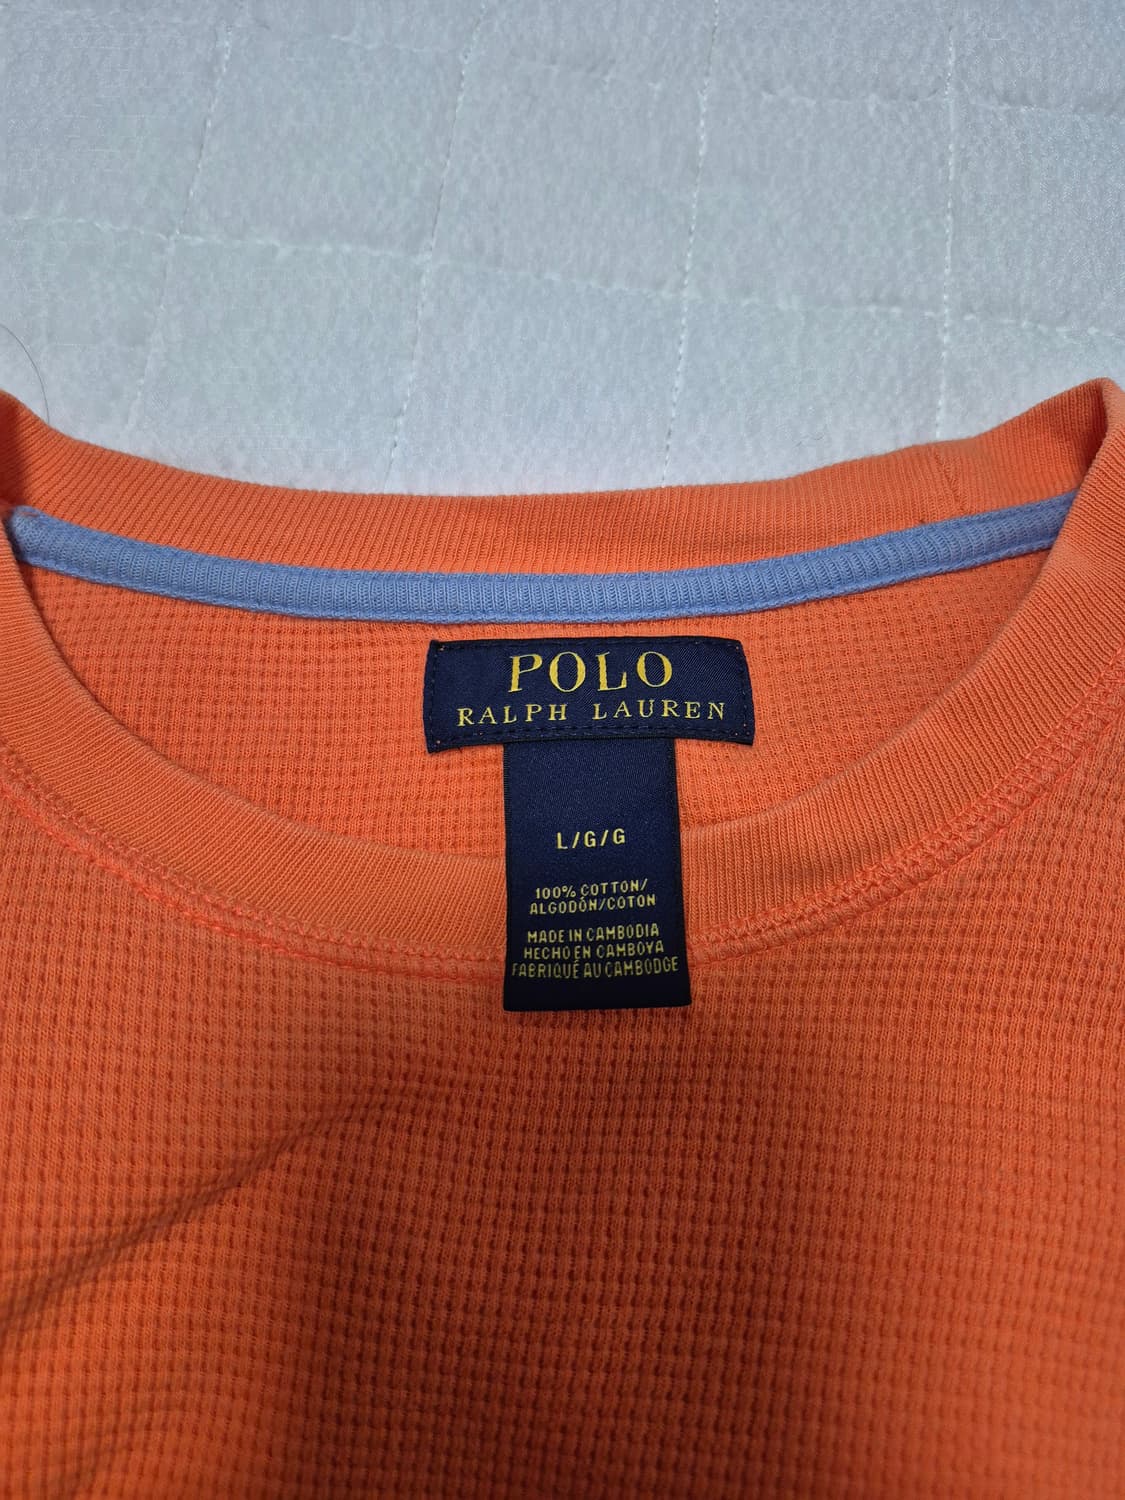 POLO
RALPH LAUREN
L/G/G
100% COTTON/
ALGODÓN/COTON
MADE IN CAMBODIA
HECHO EN CAMBOYA
FABRIQUÉ AU CAMBODGE